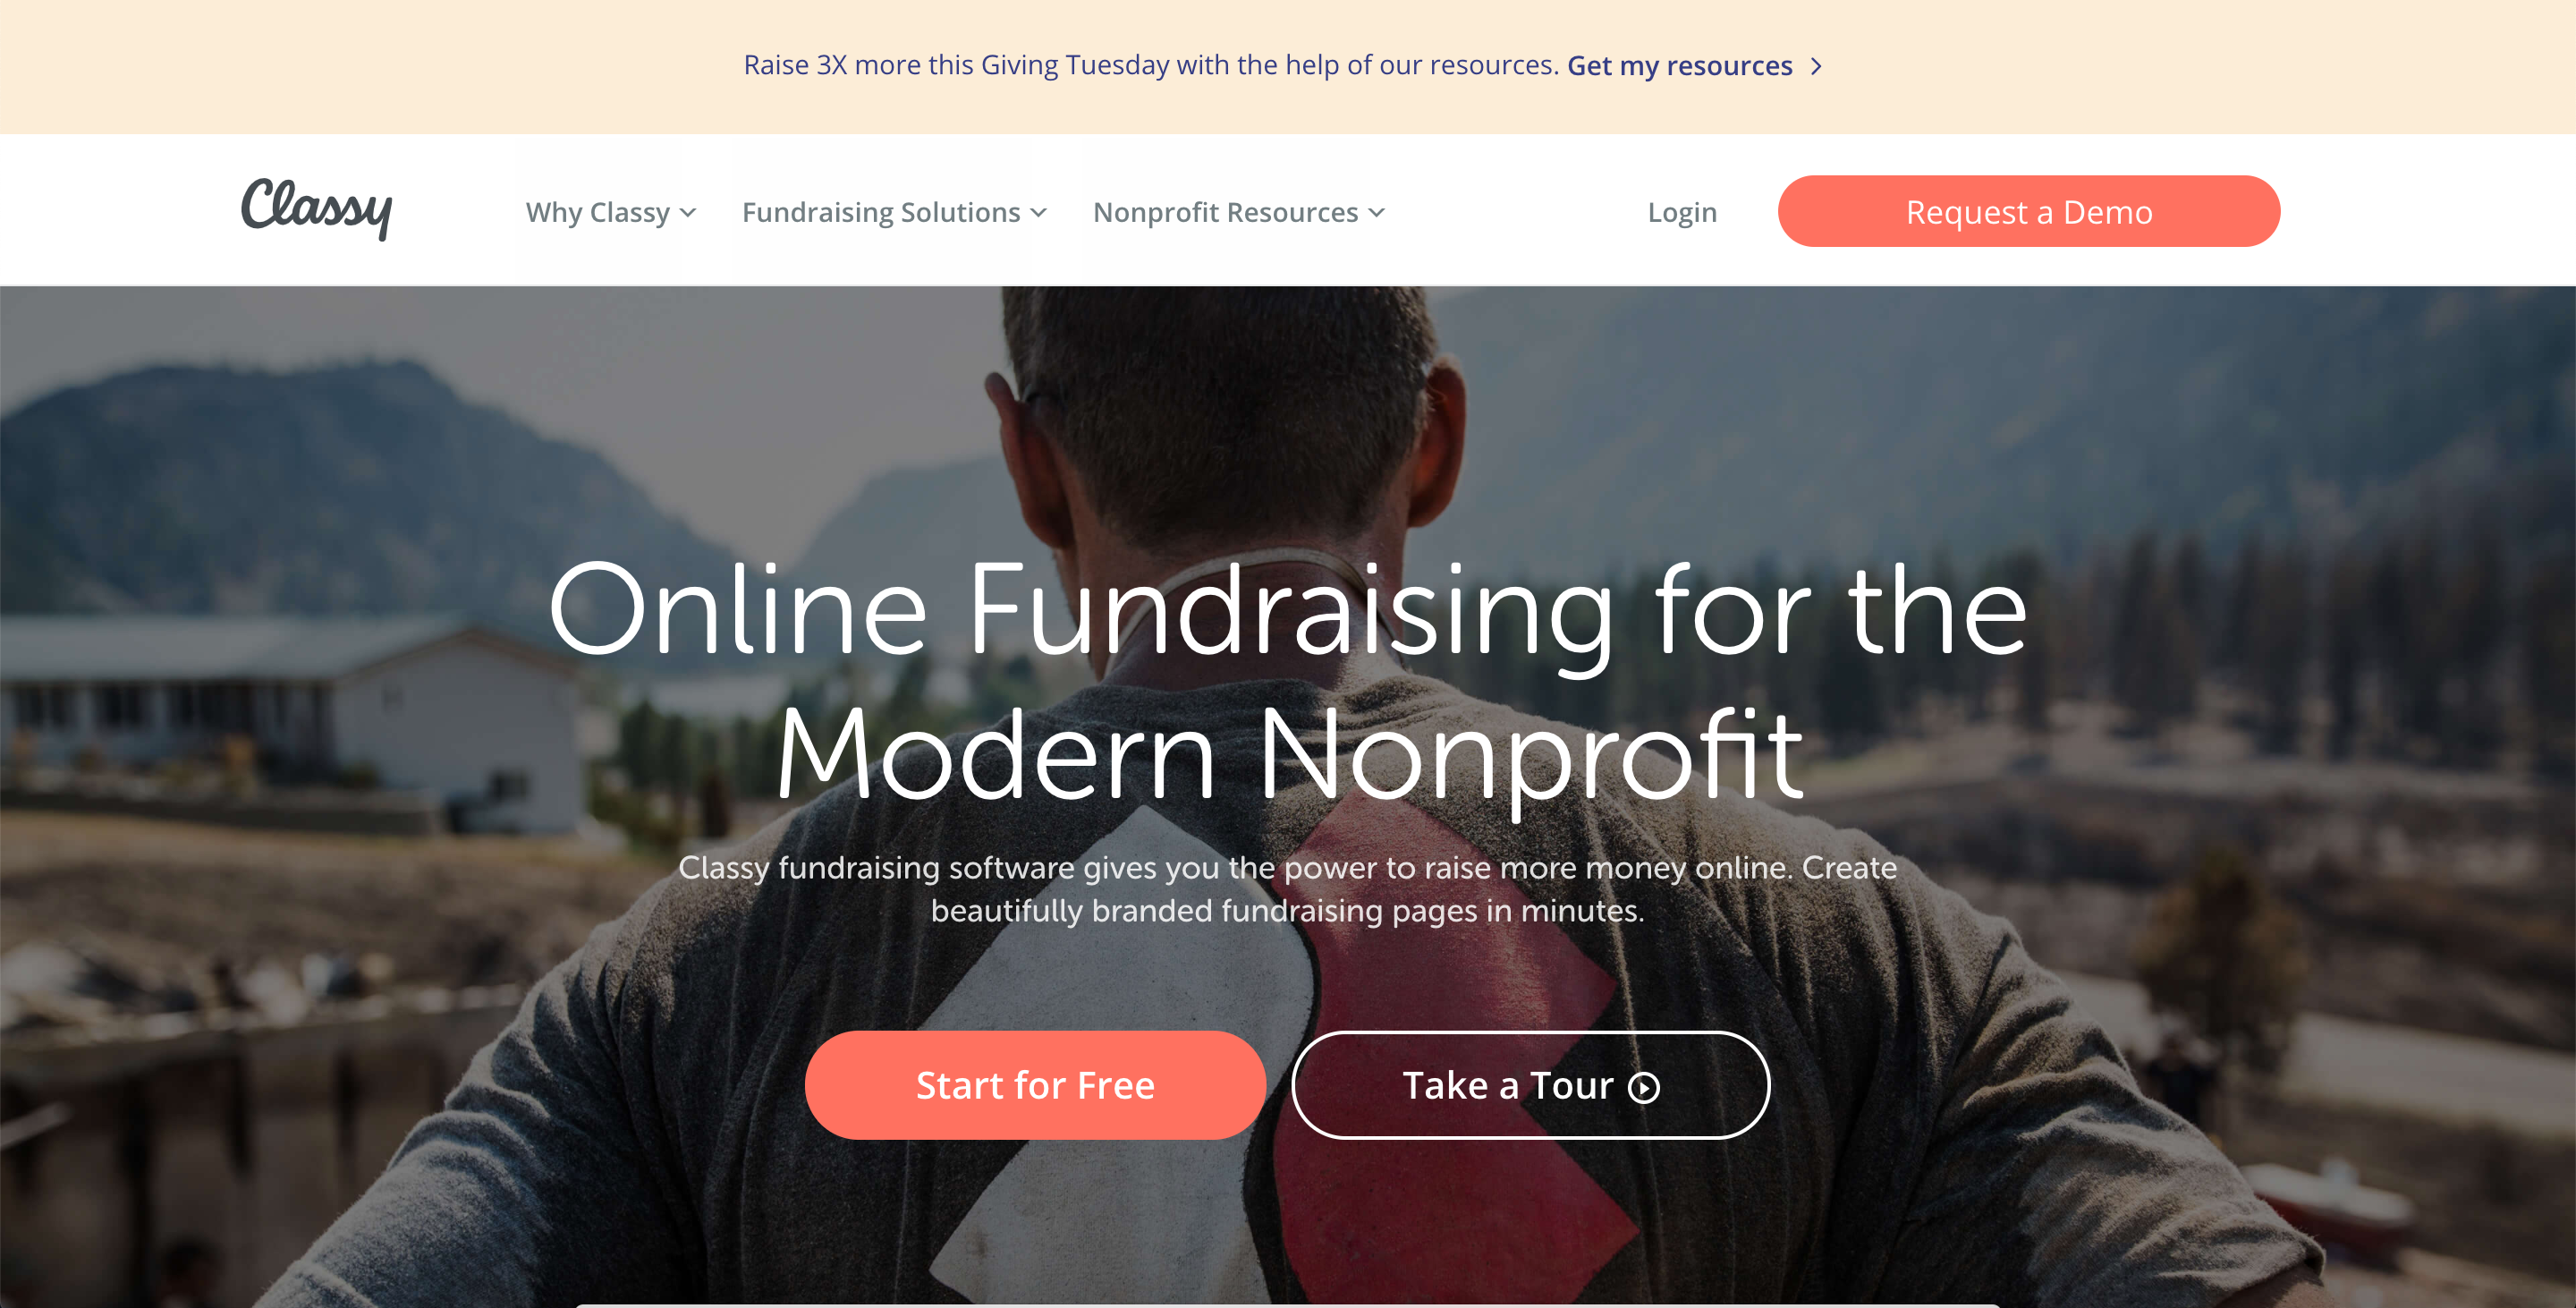 Raise 3X more this Giving Tuesday with the help of our resources. Get my resources
Classy
Why Classy
Fundraising Solutions
Nonprofit Resources
Login
Request a Demo
Online Fundraising for the
Modern Nonprofit
Classy fundraising software gives you the power to raise more money online. Create
beautifully branded fundraising pages in minutes.
Start for Free
Take a Tour